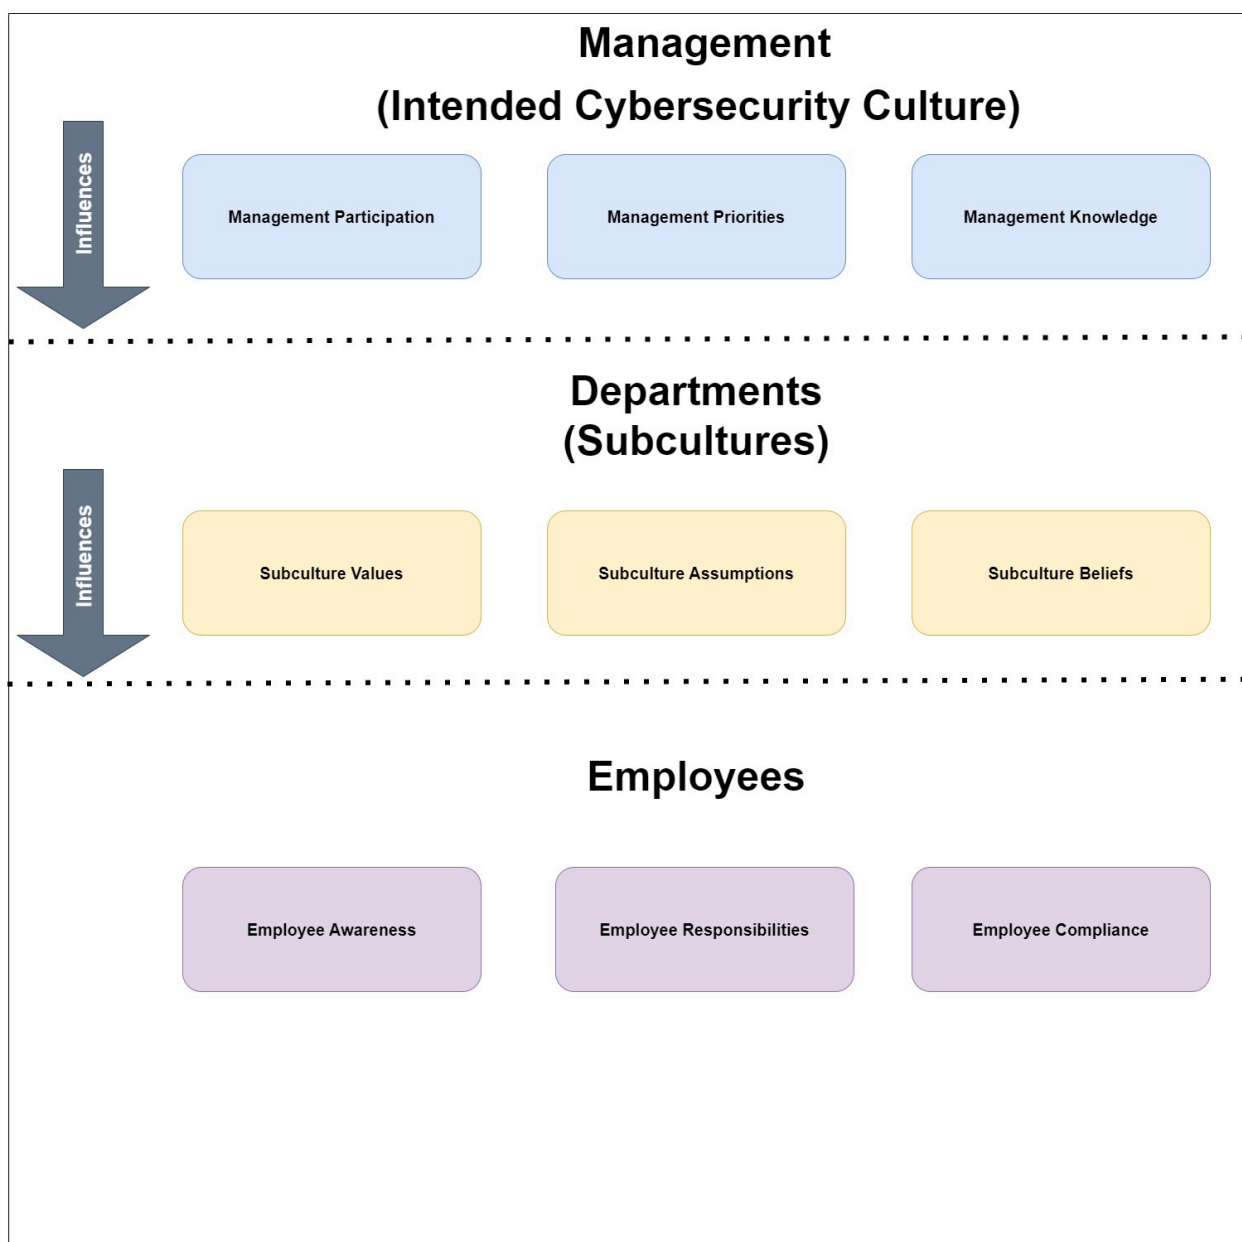 Management
(Intended Cybersecurity Culture)
Influences
Management Participation
Management Priorities
Management Knowledge
Departments
(Subcultures)
Influences
Subculture Values
Subculture Assumptions
Subculture Beliefs
Employees
Employee Awareness
Employee Responsibilities
Employee Compliance